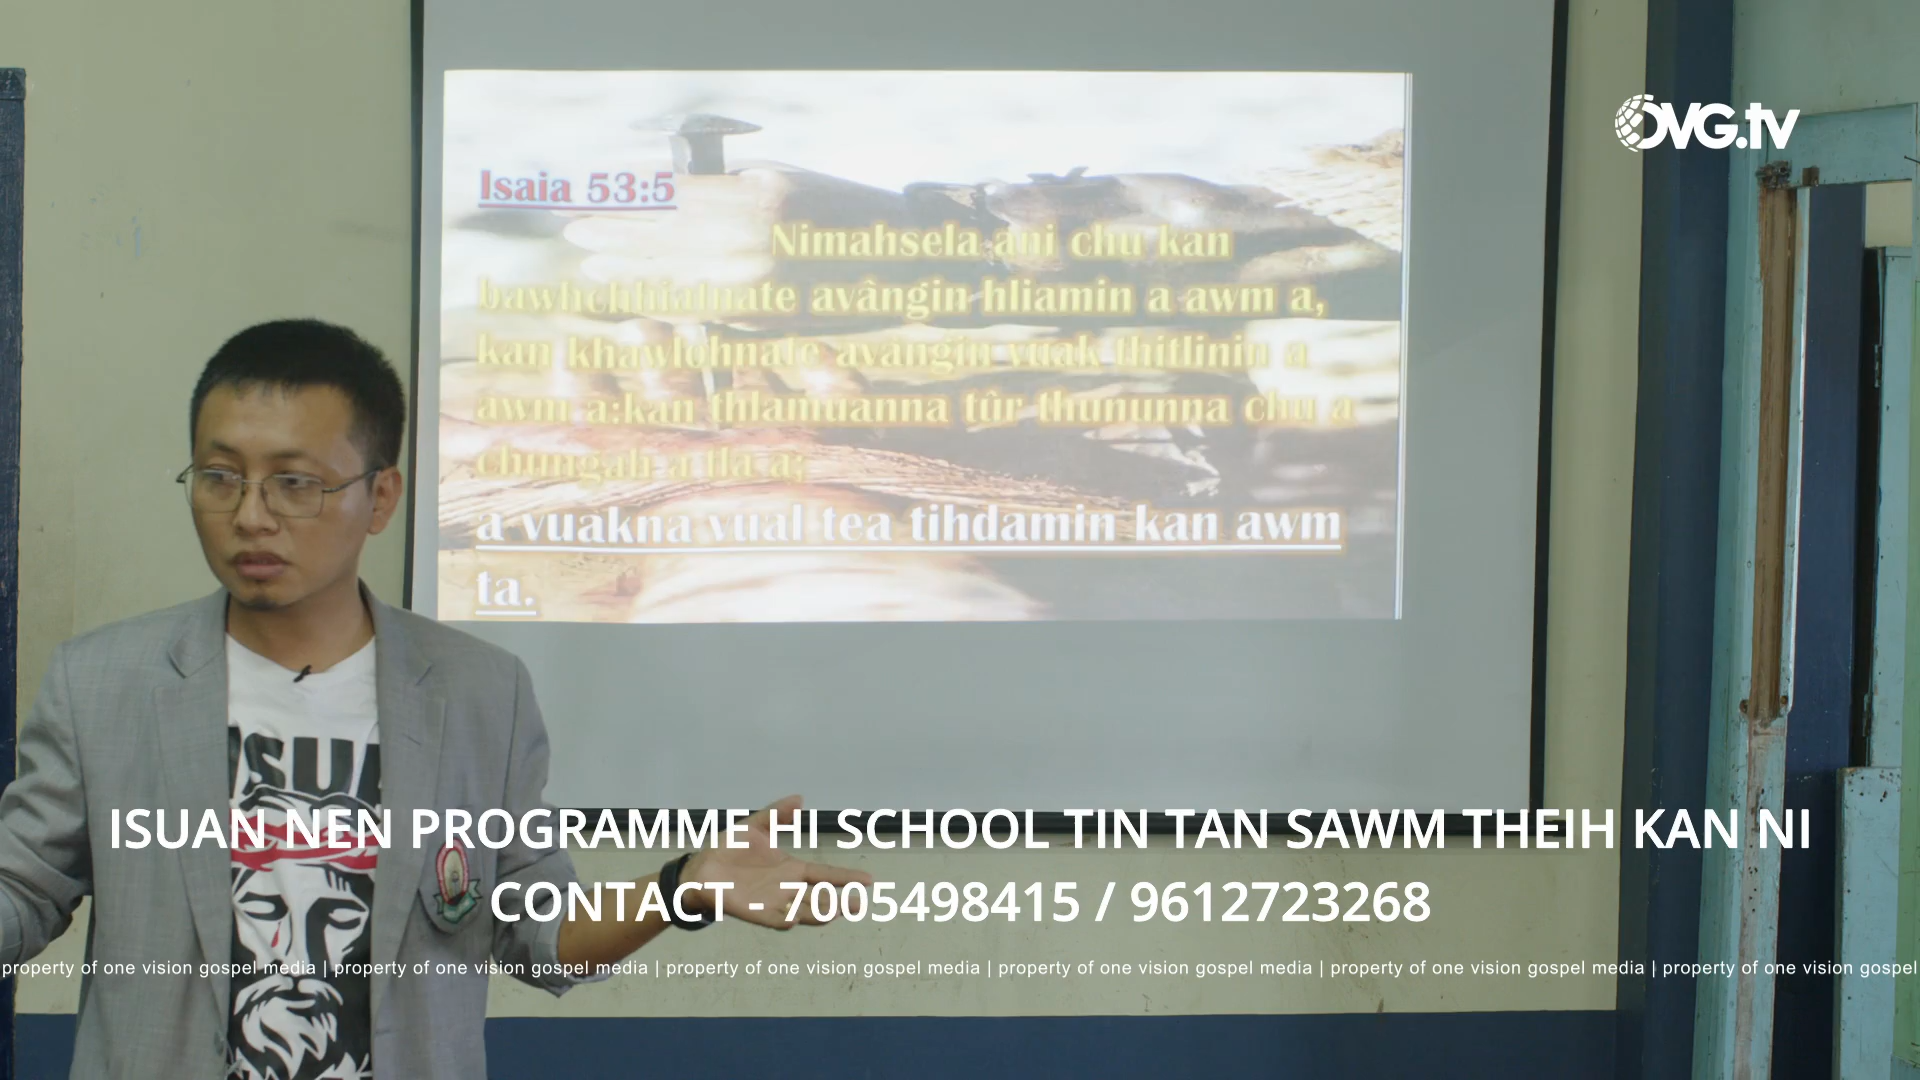 OVG.tv
Isaia 53:5
Nimahsela ani chu kan
bawhchhiatnate avângin hliamin a awm a,
kan khawlohnate avângin vuak thitlinin a
awm a:kan thlamuanna tûr thununna chu a
chungah a tla a;
a vuakna vual tea tihdamin kan awm
ta.
ISUAN NEN PROGRAMME HI SCHOOL TIN TAN SAWM THEIH KAN NI
CONTACT - 7005498415 / 9612723268
property of one vision gospel media | property of one vision gospel media | property of one vision gospel media | property of one vision gospel media | property of one vision gospel media | property of one vision gospel